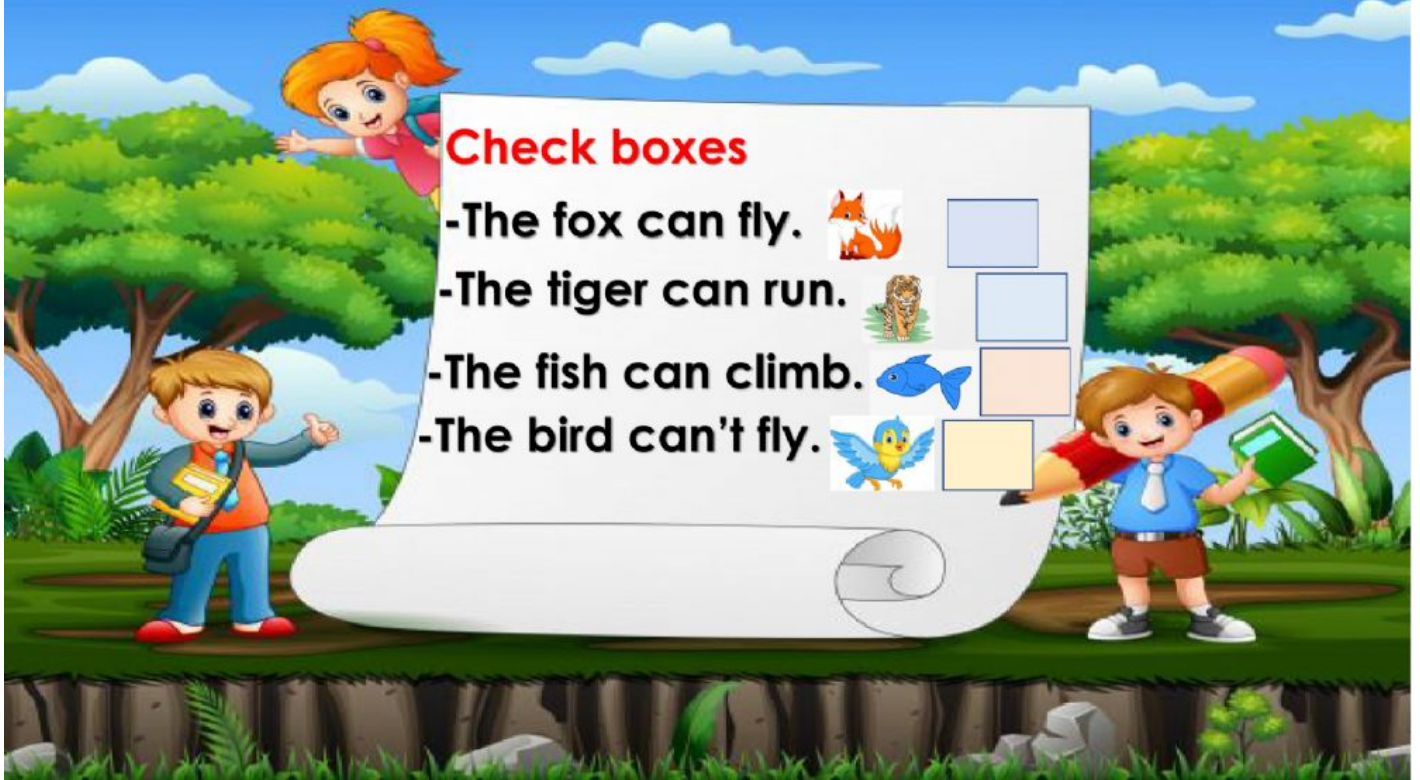 Check boxes
-The fox can fly.
-The tiger can run.
-The fish can climb.
-The bird can’t fly.